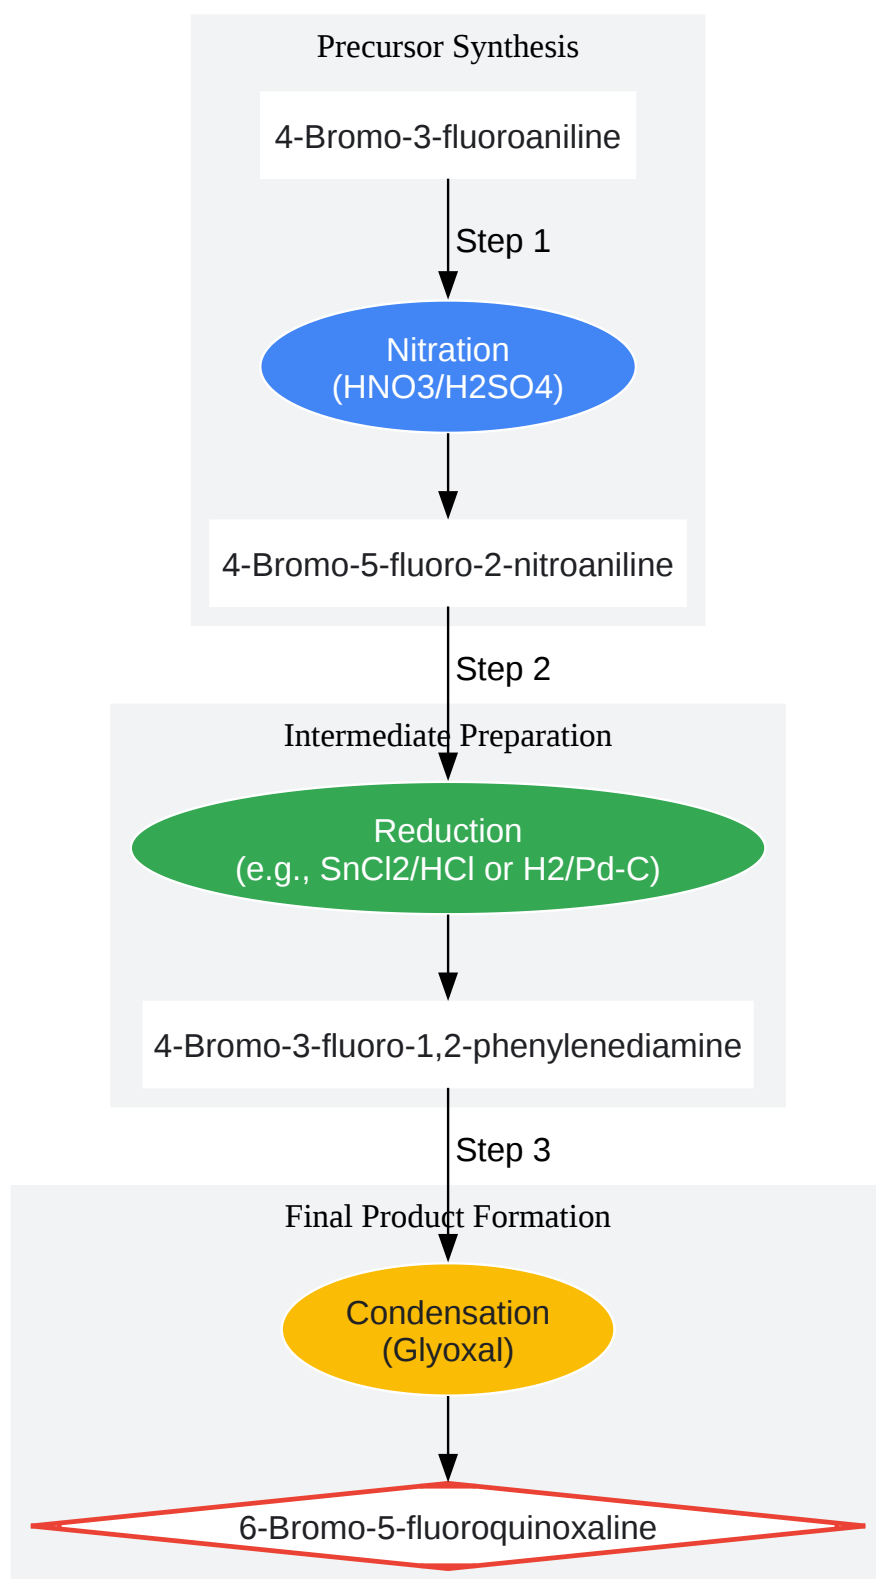 Precursor Synthesis
4-Bromo-3-fluoroaniline
Step 1
Nitration
(HNO3/H2SO4)
4-Bromo-5-fluoro-2-nitroaniline
Step 2
Intermediate Preparation
Reduction
(e.g., SnCl2/HCl or H2/Pd-C)
4-Bromo-3-fluoro-1,2-phenylenediamine
Step 3
Final Product Formation
Condensation
(Glyoxal)
6-Bromo-5-fluoroquinoxaline